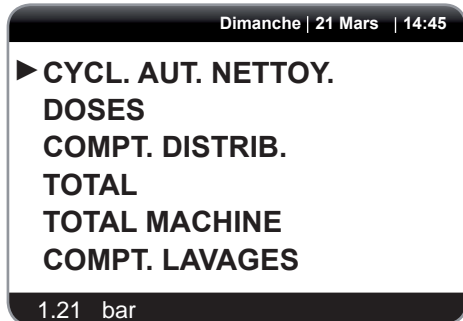 Dimanche | 21 Mars | 14:45
CYCL. AUT. NETTOY.
DOSES
COMPT. DISTRIB.
TOTAL
TOTAL MACHINE
COMPT. LAVAGES
1.21 bar